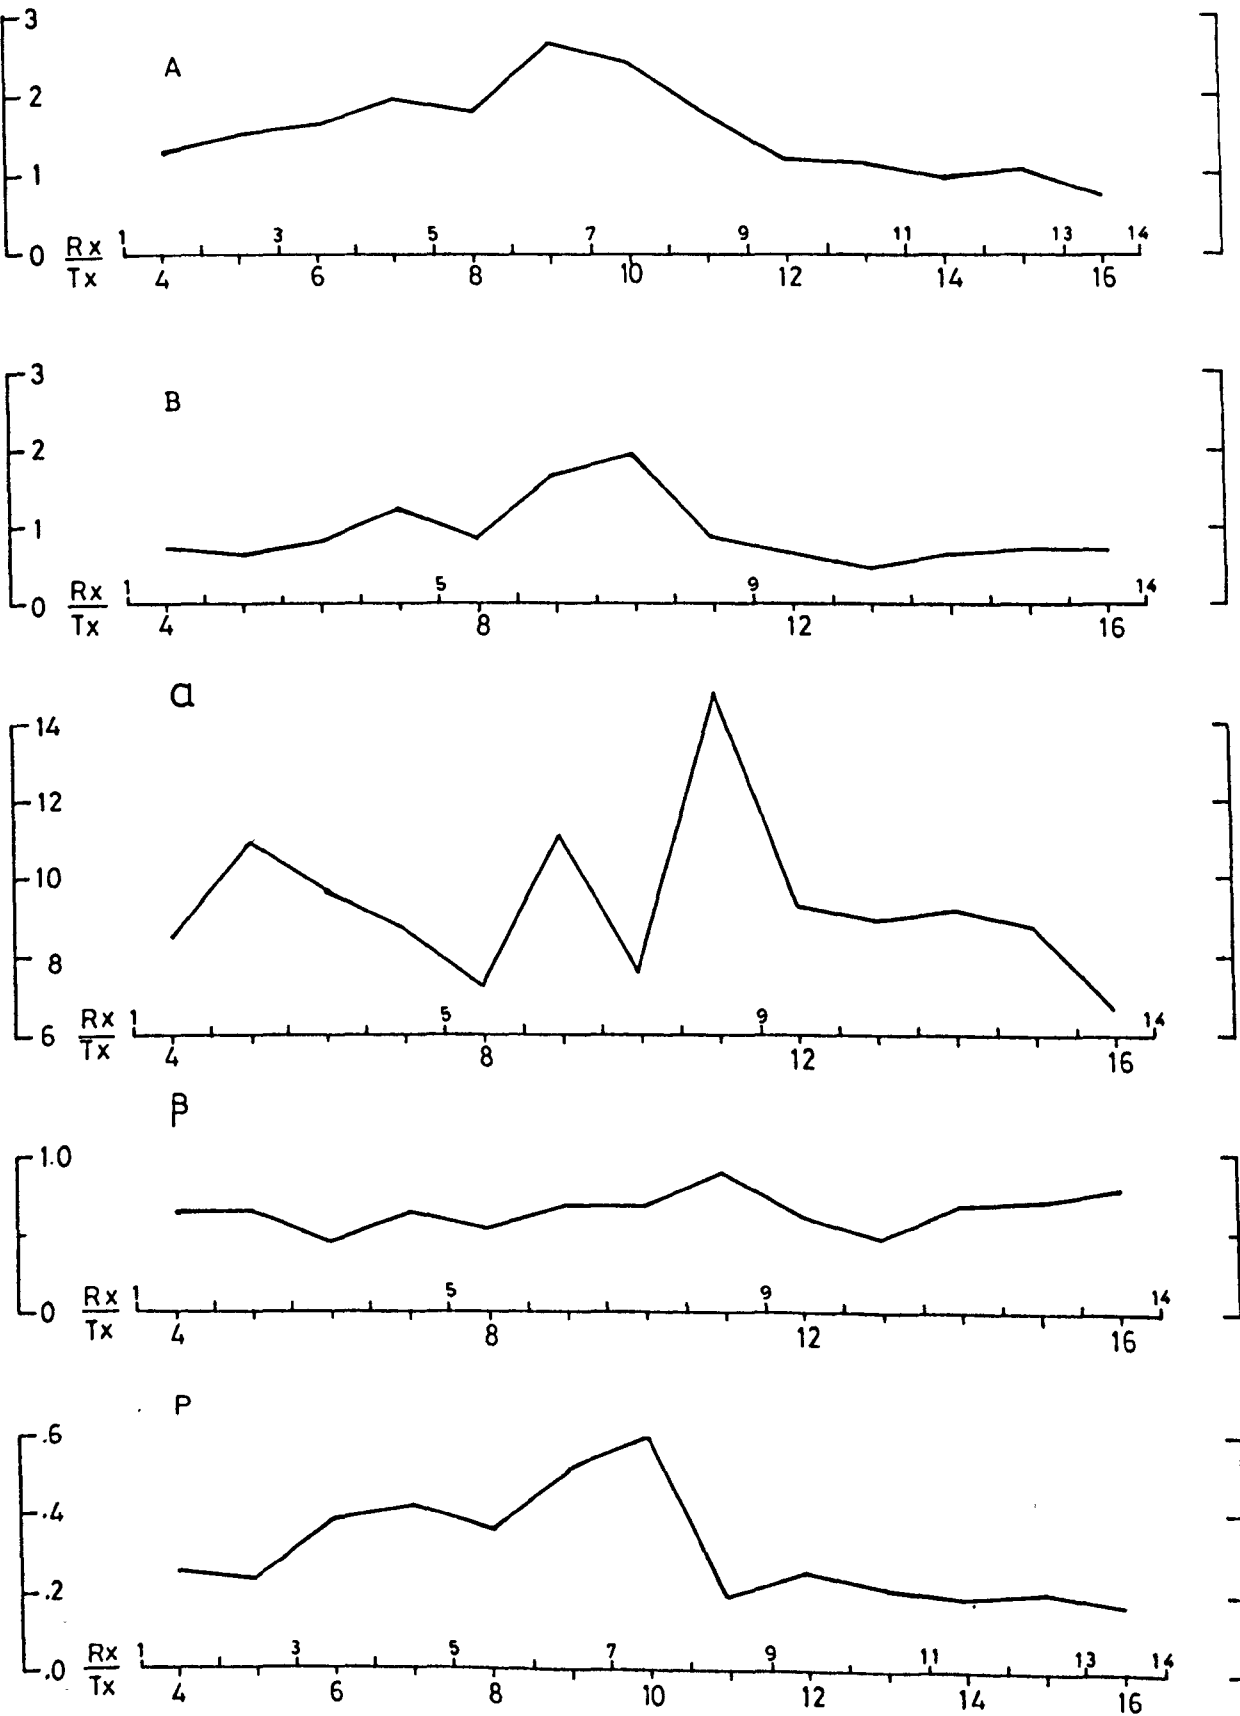 3
A
2
1
0 Rx 1 3 5 7 9 11 13 14
Tx 4 6 8 10 12 14 16
3
B
2
1
0 Rx 1 5 9 14
Tx 4 8 12 16
a
14
12
10
8
6 Rx 1 5 9 14
Tx 4 8 12 16
β
1.0
0 Rx 1 5 9 14
Tx 4 8 12 16
P
.6
.4
.2
.0 Rx 1 3 5 7 9 11 13 14
Tx 4 6 8 10 12 14 16